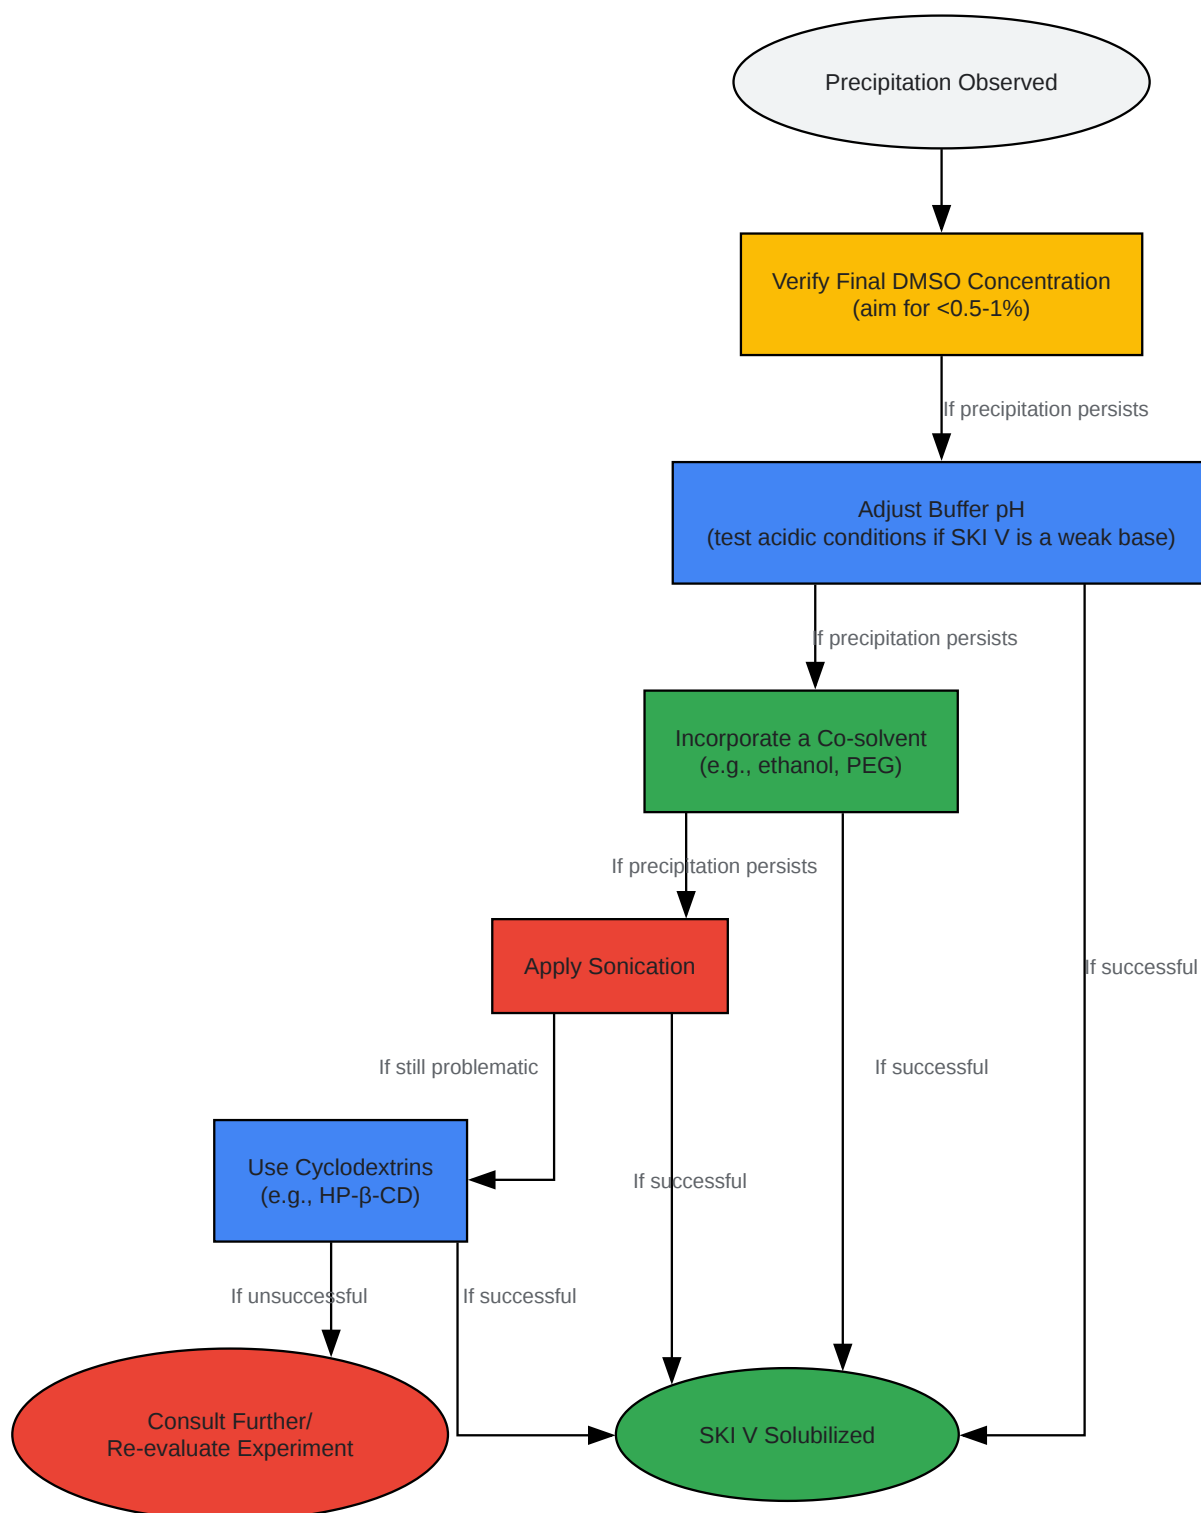 Precipitation Observed
Verify Final DMSO Concentration
(aim for <0.5-1%)
If precipitation persists
Adjust Buffer pH
(test acidic conditions if SKI V is a weak base)
If precipitation persists
Incorporate a Co-solvent
(e.g., ethanol, PEG)
If precipitation persists
Apply Sonication
If successful
If still problematic
If successful
Use Cyclodextrins
(e.g., HP-β-CD)
If successful
If unsuccessful
If successful
Consult Further/
Re-evaluate Experiment
SKI V Solubilized